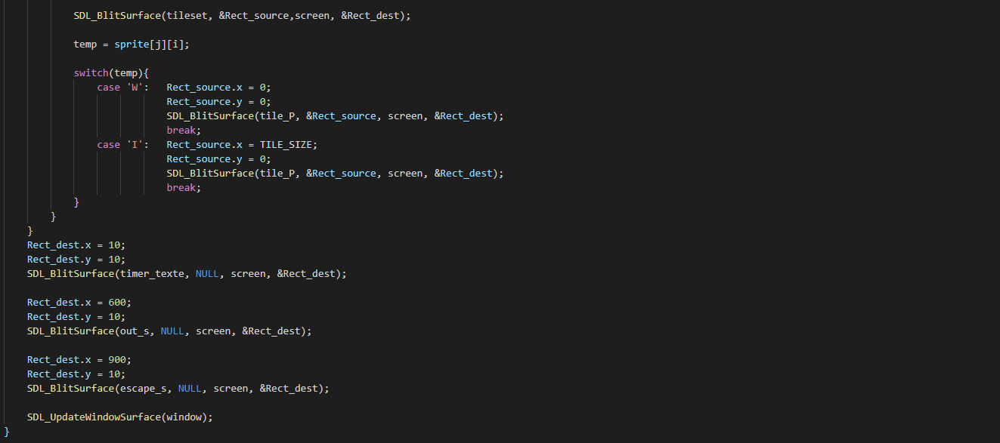 SDL_BlitSurface(tileset, &Rect_source,screen, &Rect_dest);
temp = sprite[j][i];
switch(temp){
case 'W':   Rect_source.x = 0;
Rect_source.y = 0;
SDL_BlitSurface(tile_P, &Rect_source, screen, &Rect_dest);
break;
case 'I':   Rect_source.x = TILE_SIZE;
Rect_source.y = 0;
SDL_BlitSurface(tile_P, &Rect_source, screen, &Rect_dest);
break;
}
}
}
Rect_dest.x = 10;
Rect_dest.y = 10;
SDL_BlitSurface(timer_texte, NULL, screen, &Rect_dest);
Rect_dest.x = 600;
Rect_dest.y = 10;
SDL_BlitSurface(out_s, NULL, screen, &Rect_dest);
Rect_dest.x = 900;
Rect_dest.y = 10;
SDL_BlitSurface(escape_s, NULL, screen, &Rect_dest);
SDL_UpdateWindowSurface(window);
}